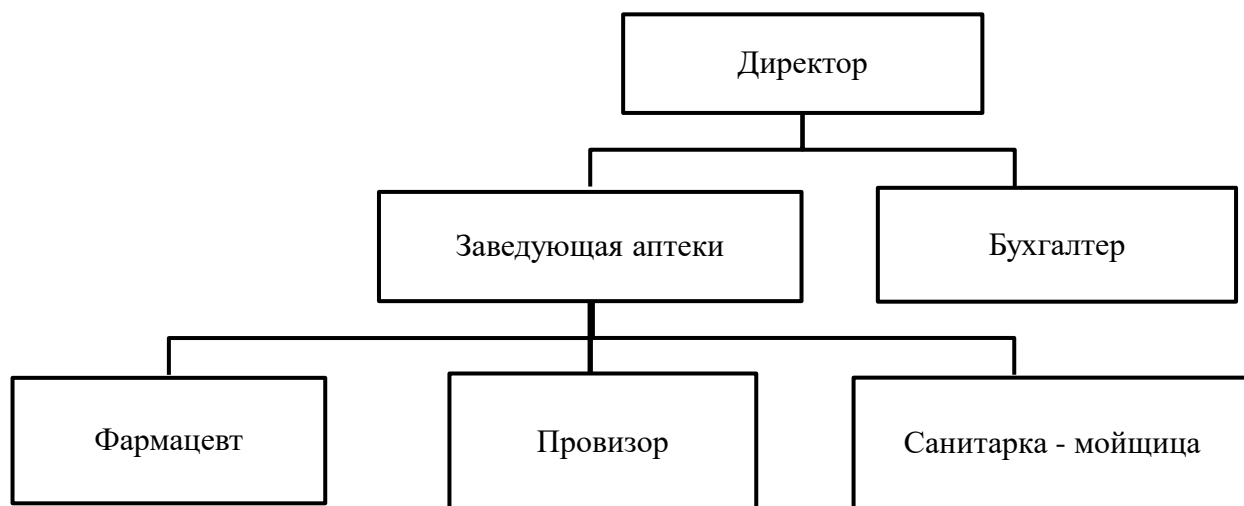 Директор
Заведующая аптеки
Бухгалтер
Фармацевт
Провизор
Санитарка - мойщица